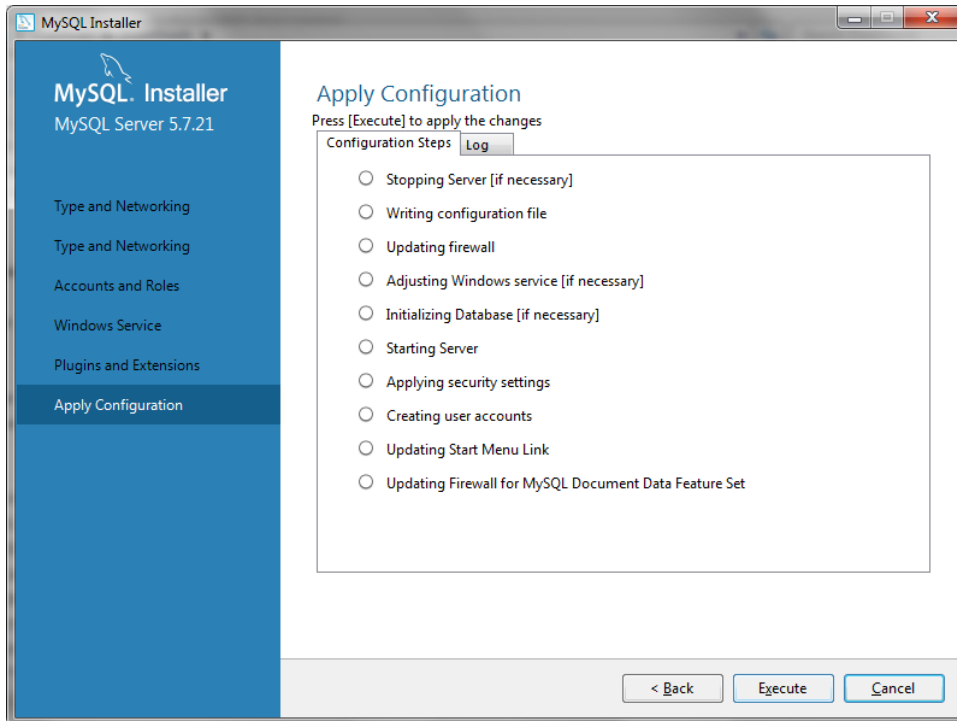 MySQL Installer
MySQL. Installer
MySQL Server 5.7.21
Type and Networking
Type and Networking
Accounts and Roles
Windows Service
Plugins and Extensions
Apply Configuration
Apply Configuration
Press [Execute] to apply the changes
Configuration Steps Log
Stopping Server [if necessary]
Writing configuration file
Updating firewall
Adjusting Windows service [if necessary]
Initializing Database [if necessary]
Starting Server
Applying security settings
Creating user accounts
Updating Start Menu Link
Updating Firewall for MySQL Document Data Feature Set
< Back Execute Cancel